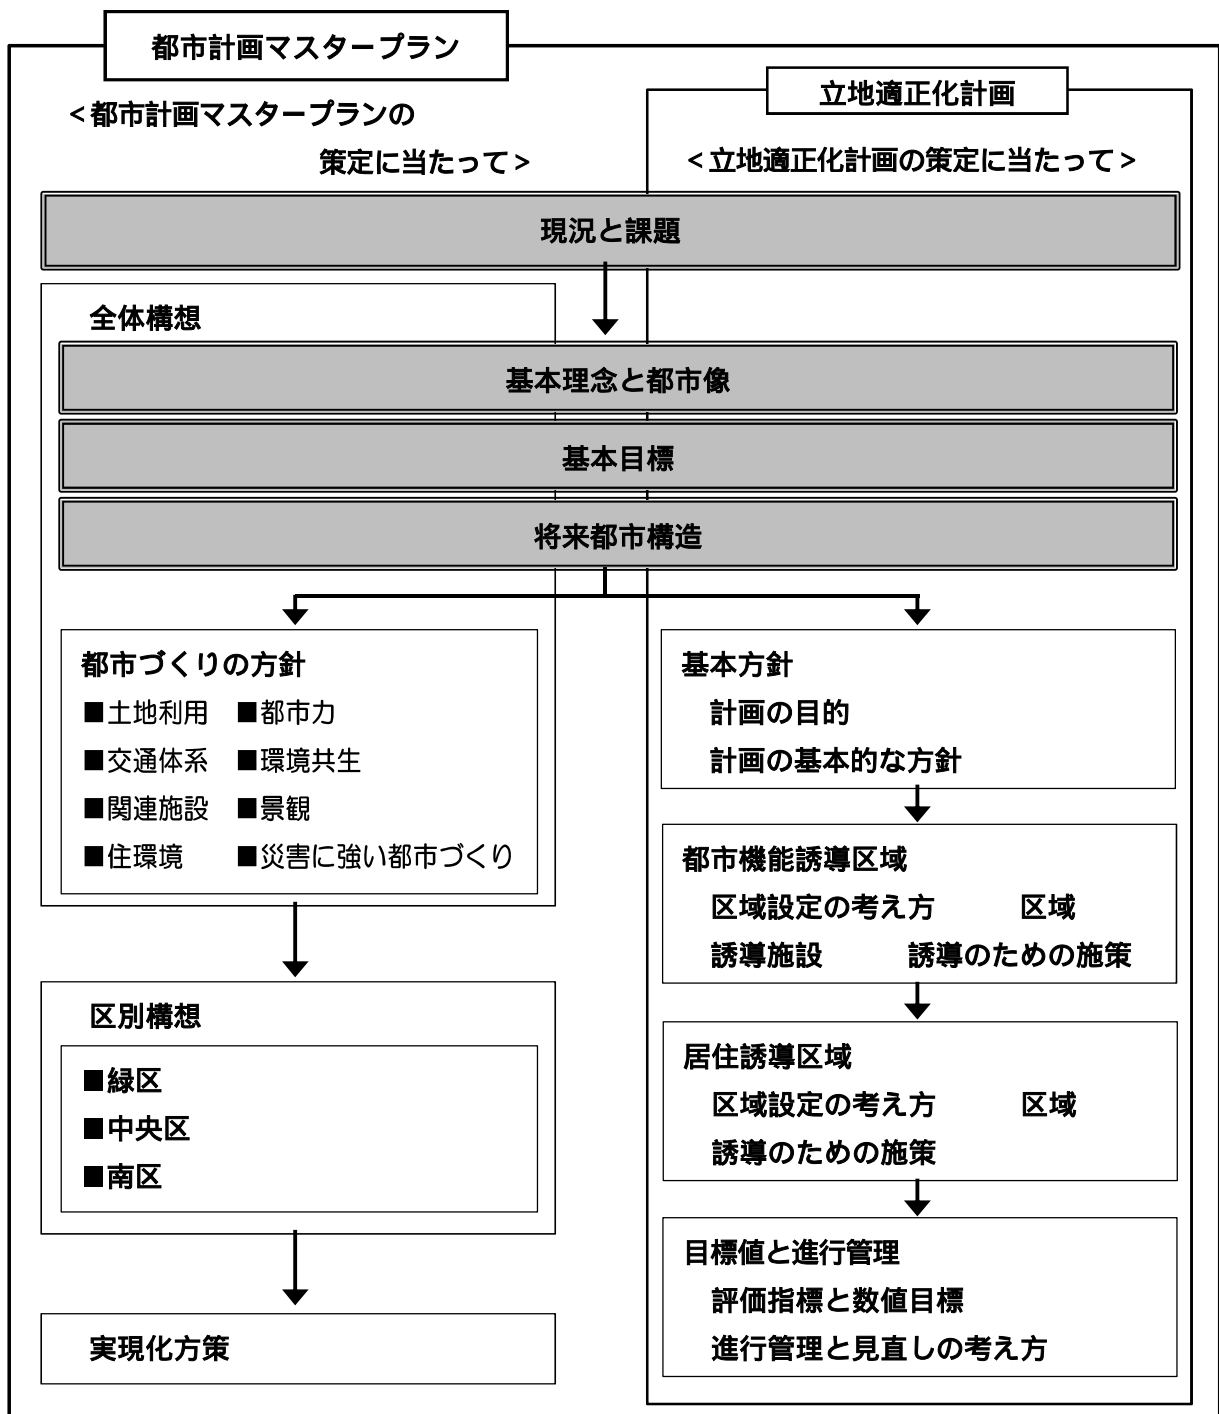 都市計画マスタープラン
<都市計画マスタープランの
策定に当たって>
立地適正化計画
<立地適正化計画の策定に当たって>
現況と課題
全体構想
基本理念と都市像
基本目標
将来都市構造
都市づくりの方針
■土地利用 ■都市力
■交通体系 ■環境共生
■関連施設 ■景観
■住環境 ■災害に強い都市づくり
区別構想
■緑区
■中央区
■南区
実現化方策
基本方針
計画の目的
計画の基本的な方針
都市機能誘導区域
区域設定の考え方 区域
誘導施設 誘導のための施策
居住誘導区域
区域設定の考え方 区域
誘導のための施策
目標値と進行管理
評価指標と数値目標
進行管理と見直しの考え方